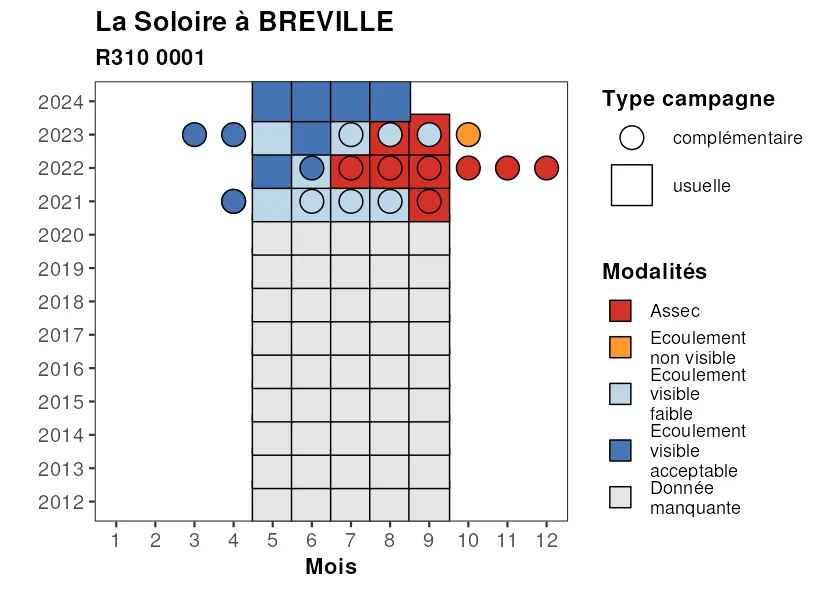 La Soloire à BREVILLE
R310 0001
2024
2023
2022
2021
2020
2019
2018
2017
2016
2015
2014
2013
2012
1 2 3 4 5 6 7 8 9 10 11 12
Mois
Type campagne
complémentaire
usuelle
Modalités
Assec
Ecoulement
non visible
Ecoulement
visible
faible
Ecoulement
visible
acceptable
Donnée
manquante